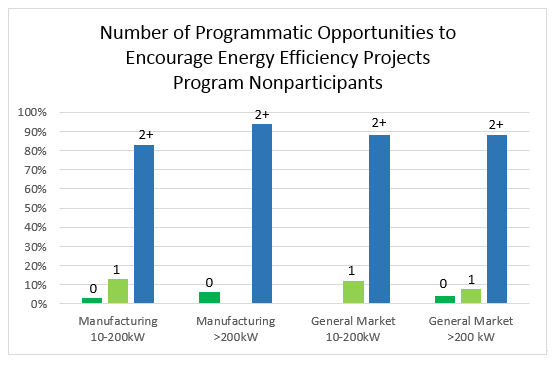 Number of Programmatic Opportunities to
Encourage Energy Efficiency Projects
Program Nonparticipants
100%
90%
80%
70%
60%
50%
40%
30%
20%
10%
0%
0
1
2+
0
2+
1
2+
0
1
2+
Manufacturing
10-200kW
Manufacturing
>200kW
General Market
10-200kW
General Market
>200 kW